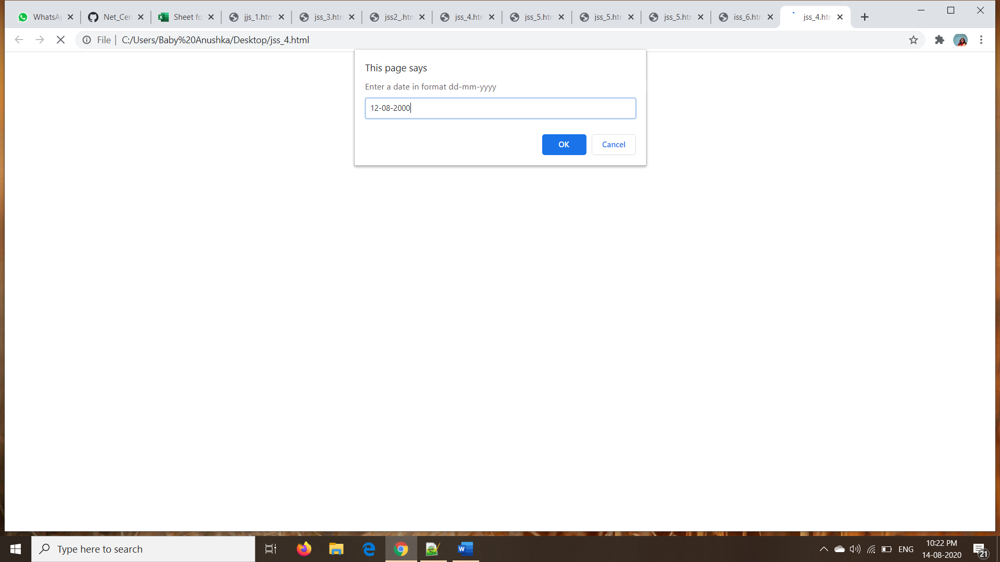 WhatsA
Net_Cen
Sheet fo
jjs_1.htm
jss_3.htm
jss2_.htm
jss_4.htm
jss_5.htm
jss_5.htm
jss_5.htm
iss_6.htm
jss_4.htm
File
C:/Users/Baby%20Anushka/Desktop/jss_4.html
This page says
Enter a date in format dd-mm-yyyy
12-08-2000
OK
Cancel
Type here to search
ENG
10:22 PM
14-08-2020
21